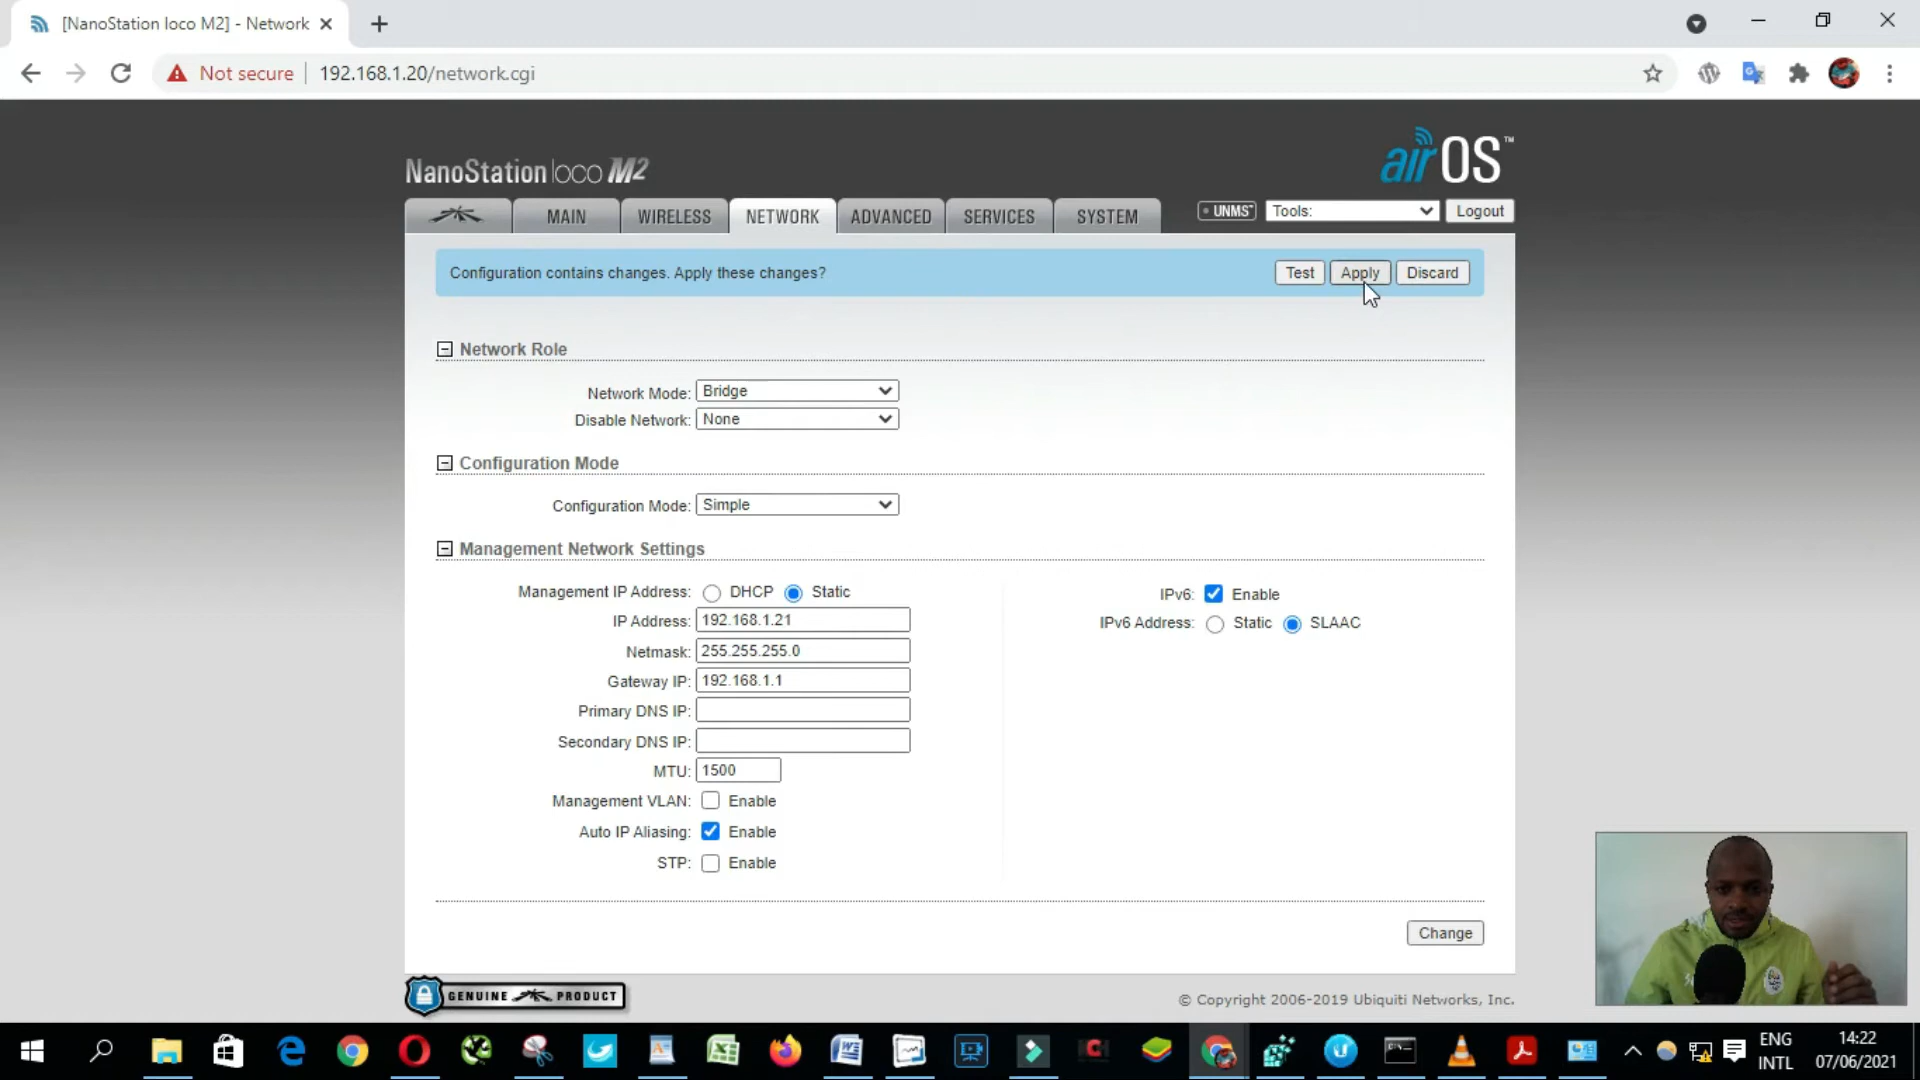 [NanoStation loco M2] - Network
Not secure
192.168.1.20/network.cgi
NanoStation loco M2
airOS™
MAIN
WIRELESS
NETWORK
ADVANCED
SERVICES
SYSTEM
UNMS™
Tools:
Logout
Configuration contains changes. Apply these changes?
Test
Apply
Discard
Network Role
Network Mode: Bridge
Disable Network: None
Configuration Mode
Configuration Mode: Simple
Management Network Settings
Management IP Address: DHCP Static
IP Address: 192.168.1.21
Netmask: 255.255.255.0
Gateway IP: 192.168.1.1
Primary DNS IP:
Secondary DNS IP:
MTU: 1500
Management VLAN: Enable
Auto IP Aliasing: Enable
STP: Enable
IPv6: Enable
IPv6 Address: Static SLAAC
Change
GENUINE PRODUCT
© Copyright 2006-2019 Ubiquiti Networks, Inc.
ENG
INTL
14:22
07/06/2021